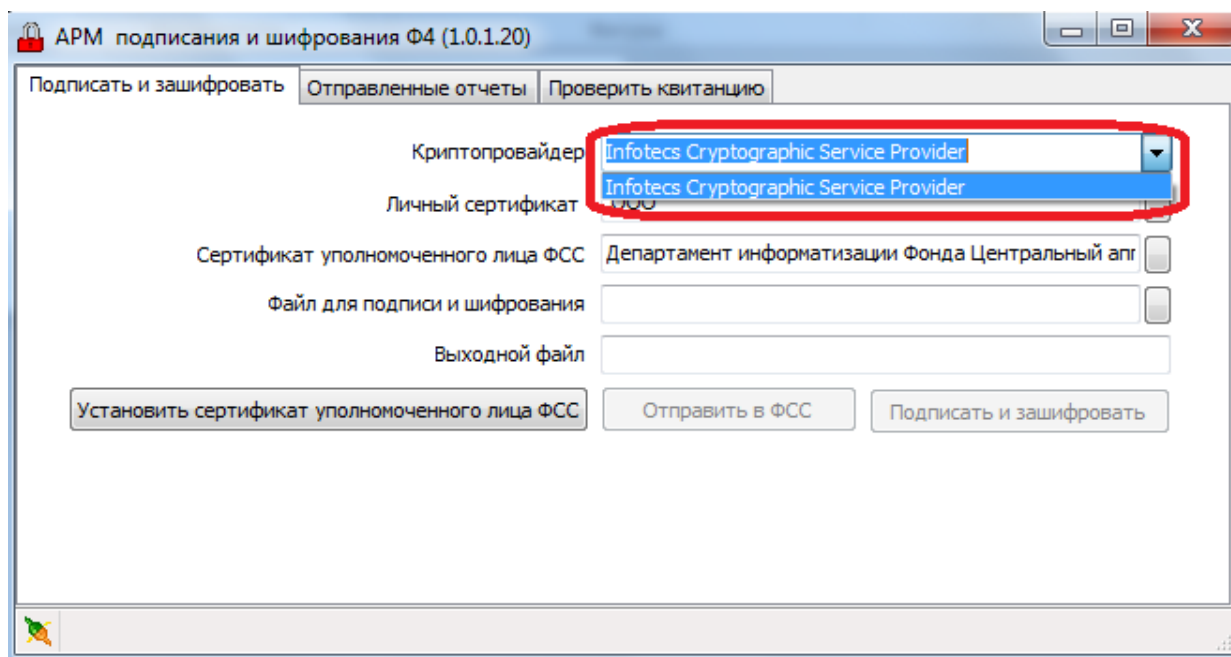 АРМ  подписания и шифрования Ф4 (1.0.1.20)
Подписать и зашифровать Отправленные отчеты Проверить квитанцию
Криптопровайдер Infotecs Cryptographic Service Provider
Infotecs Cryptographic Service Provider
Личный сертификат ООО
Сертификат уполномоченного лица ФСС Департамент информатизации Фонда Центральный апп
Файл для подписи и шифрования
Выходной файл
Установить сертификат уполномоченного лица ФСС Отправить в ФСС Подписать и зашифровать